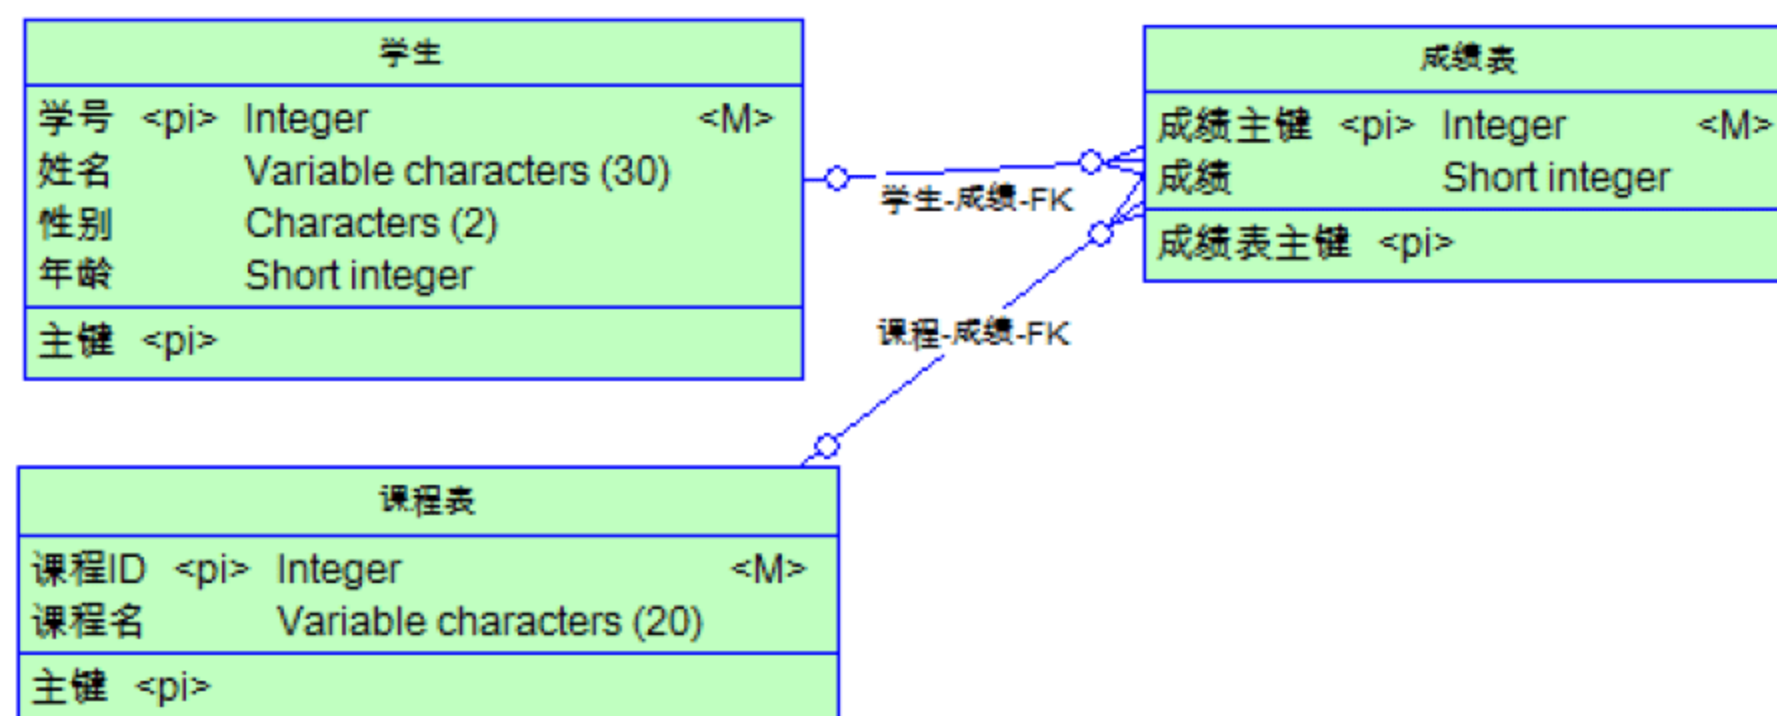 学生
学号 <pi> Integer <M>
姓名 Variable characters (30)
性别 Characters (2)
年龄 Short integer
主键 <pi>
成绩表
成绩主键 <pi> Integer <M>
成绩 Short integer
成绩表主键 <pi>
学生-成绩-FK
课程-成绩-FK
课程表
课程ID <pi> Integer <M>
课程名 Variable characters (20)
主键 <pi>